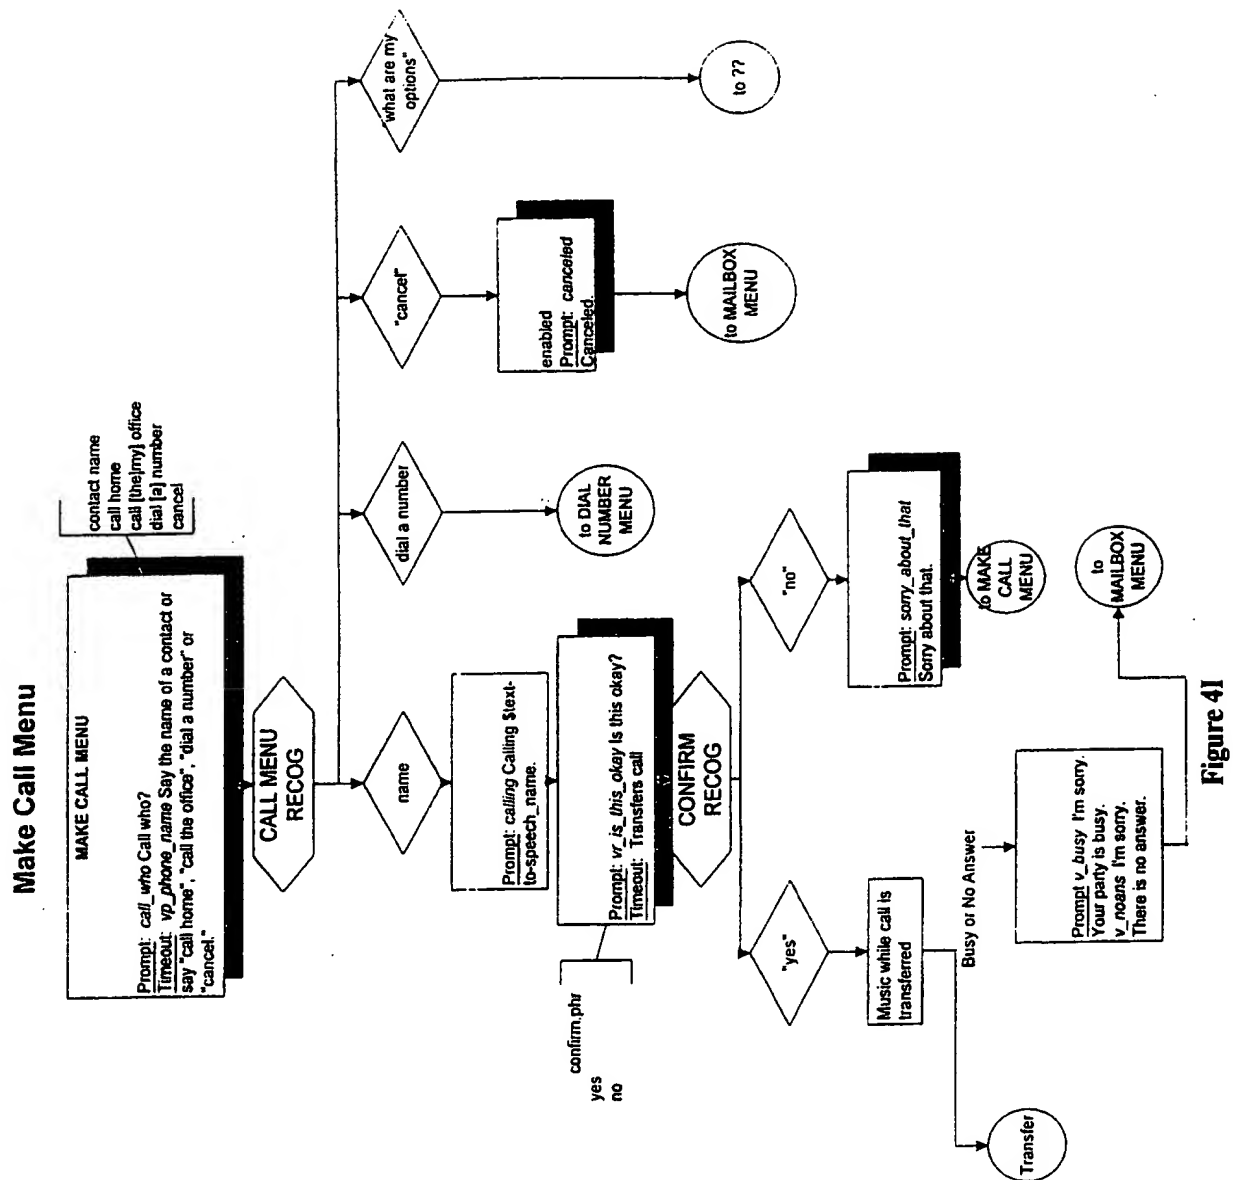 Make Call Menu
MAKE CALL MENU
Prompt: call_who Call who?
Timeout: vp_phone_name Say the name of a contact or
say "call home", "call the office", "dial a number" or
"cancel."
contact name
call home
call [the|my] office
dial [a] number
cancel
CALL MENU
RECOG
name
dial a number
"cancel"
"what are my
options"
Prompt: calling Calling $text-
to-speech_name.
to DIAL
NUMBER
MENU
enabled
Prompt: canceled
Canceled.
to MAILBOX
MENU
to ??
Prompt: vr_is_this_okay Is this okay?
Timeout: Transfers call
confirm.phr
yes
no
CONFIRM
RECOG
"yes"
"no"
Music while call is
transferred
Prompt: sorry_about_that
Sorry about that.
to MAKE
CALL
MENU
Busy or No Answer
Prompt v_busy I'm sorry.
Your party is busy.
v_noans I'm sorry.
There is no answer.
to
MAILBOX
MENU
Transfer
Figure 4I